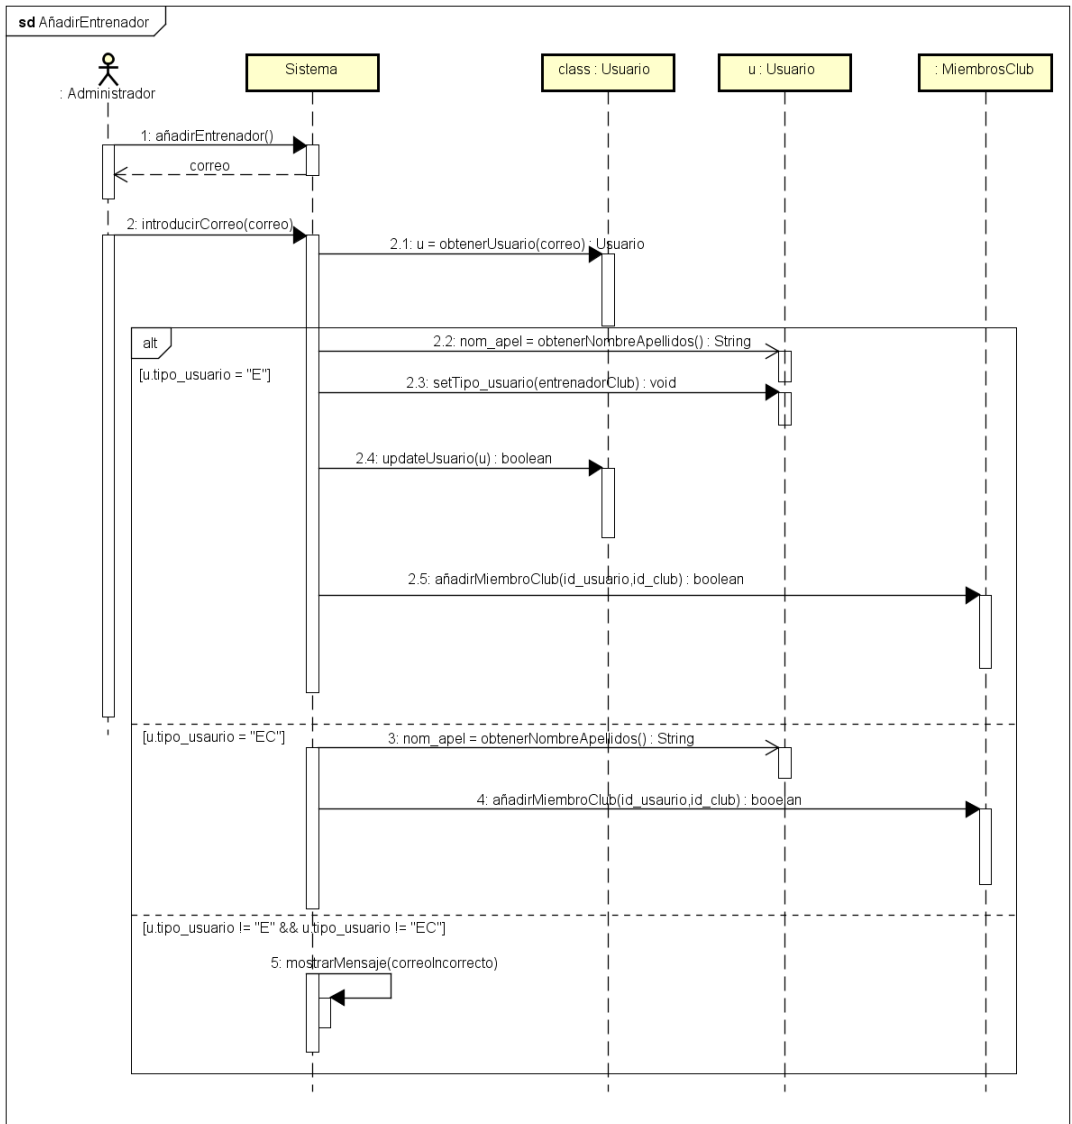 sd AñadirEntrenador
: Administrador
Sistema
class : Usuario
u : Usuario
: MiembrosClub
1: añadirEntrenador()
correo
2: introducirCorreo(correo)
2.1: u = obtenerUsuario(correo) : Usuario
alt
2.2: nom_apel = obtenerNombreApellidos() : String
[u.tipo_usuario = "E"]
2.3: setTipo_usuario(entrenadorClub) : void
2.4: updateUsuario(u) : boolean
2.5: añadirMiembroClub(id_usuario,id_club) : boolean
[u.tipo_usaurio = "EC"]
3: nom_apel = obtenerNombreApellidos() : String
4: añadirMiembroClub(id_usaurio,id_club) : booelan
[u.tipo_usuario != "E" && u.tipo_usuario != "EC"]
5: mostrarMensaje(correoIncorrecto)